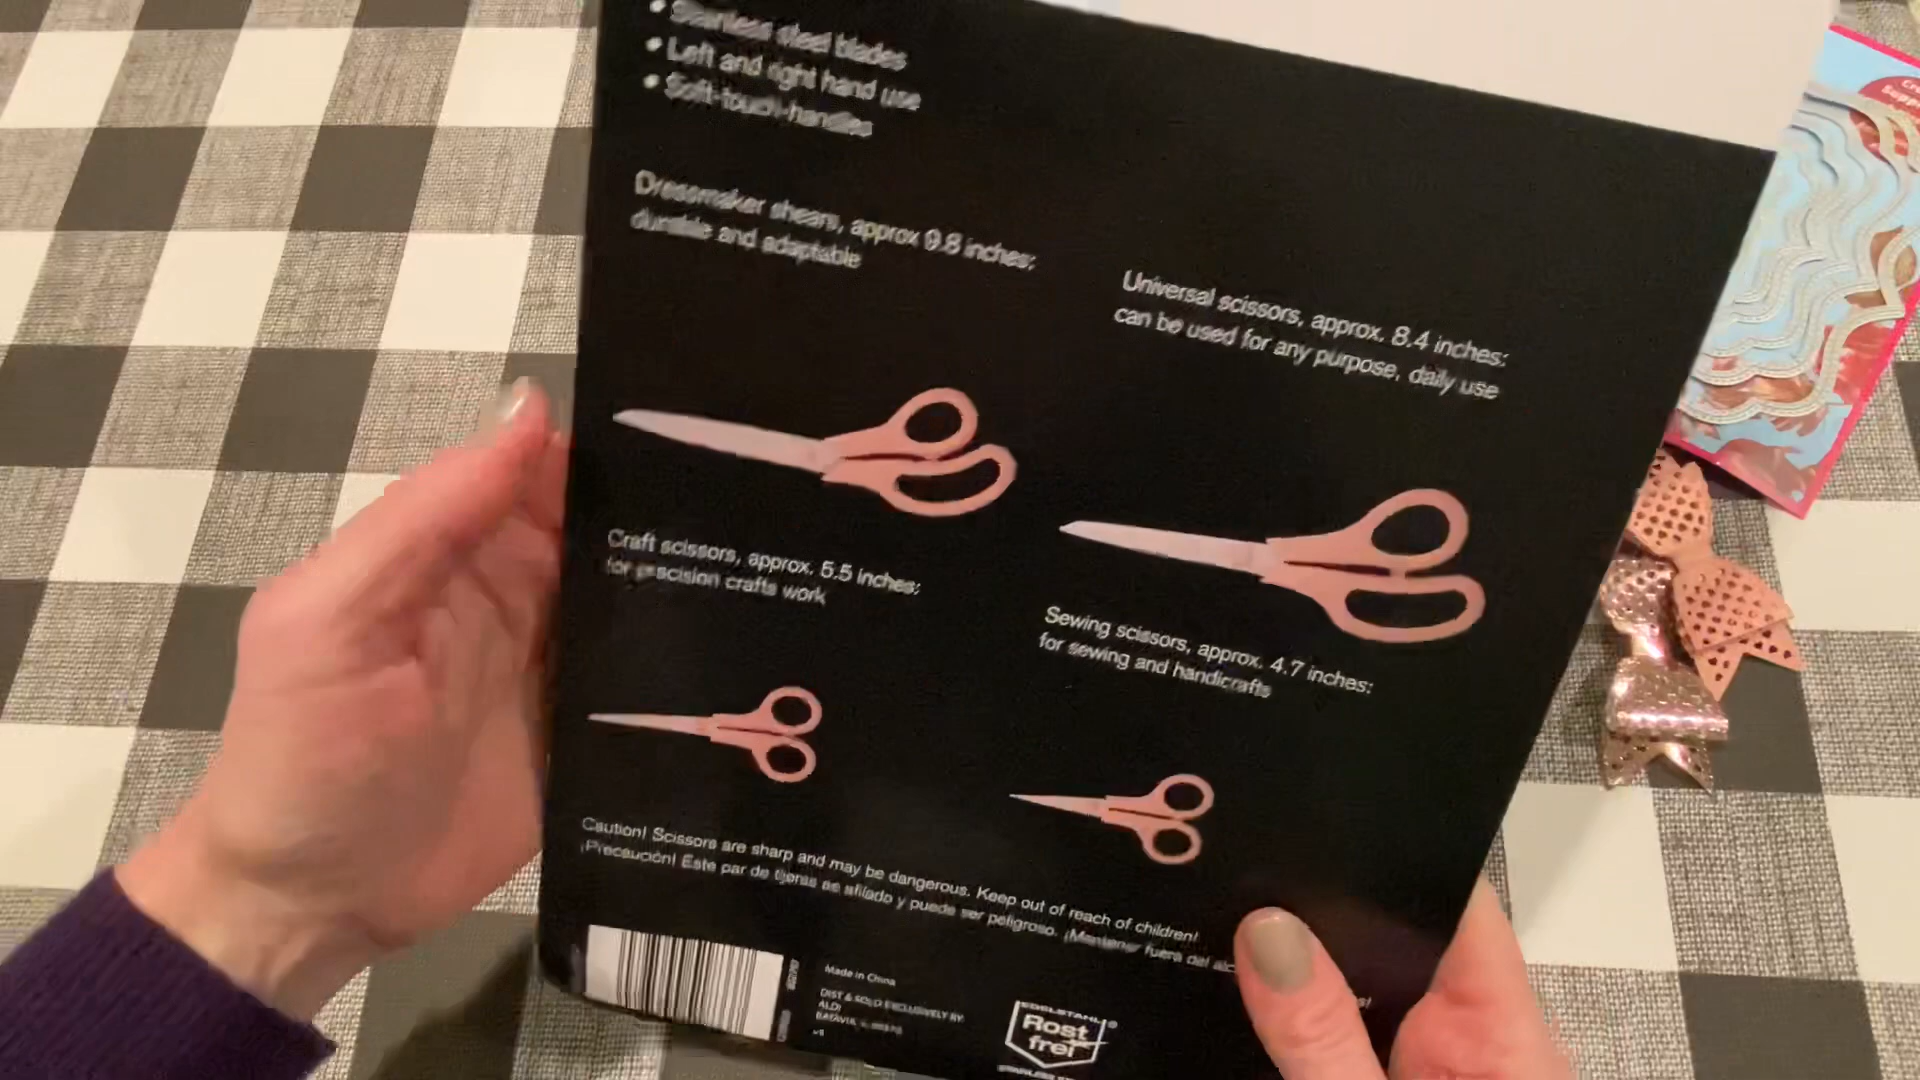 • Stainless steel blades
• Left and right hand use
• Soft-touch-handles
Dressmaker shears, approx 9.8 inches:
durable and adaptable
Universal scissors, approx. 8.4 inches:
can be used for any purpose, daily use
Craft scissors, approx. 5.5 inches:
for precision crafts work
Sewing scissors, approx. 4.7 inches:
for sewing and handicrafts
Caution! Scissors are sharp and may be dangerous. Keep out of reach of children!
¡Precaución! Este par de tijeras es afilado y puede ser peligroso. ¡Mantener fuera del
Made in China
DIST & SOLD EXCLUSIVELY BY:
ALDI
BATAVIA, IL
EDELSTAHL®
Rost
frei
STAINLESS